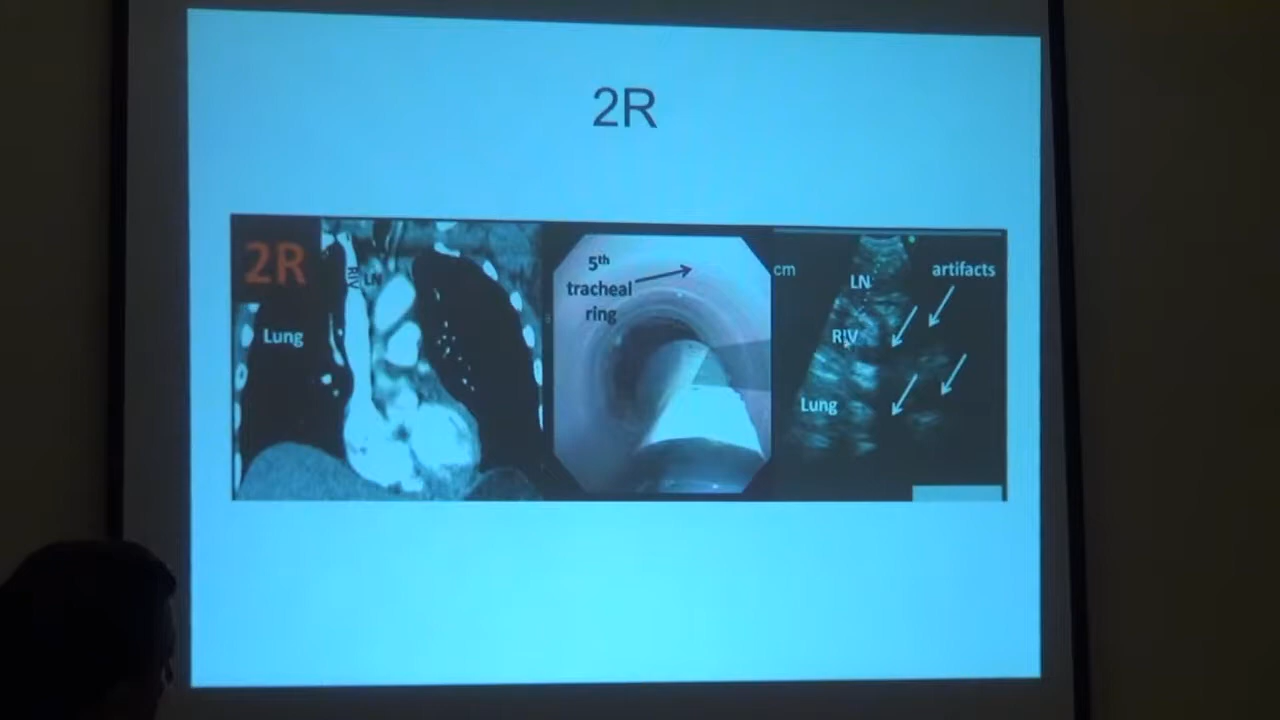 2R
2R
RIV
LN
Lung
5th
tracheal
ring
cm
LN
artifacts
RIV
Lung